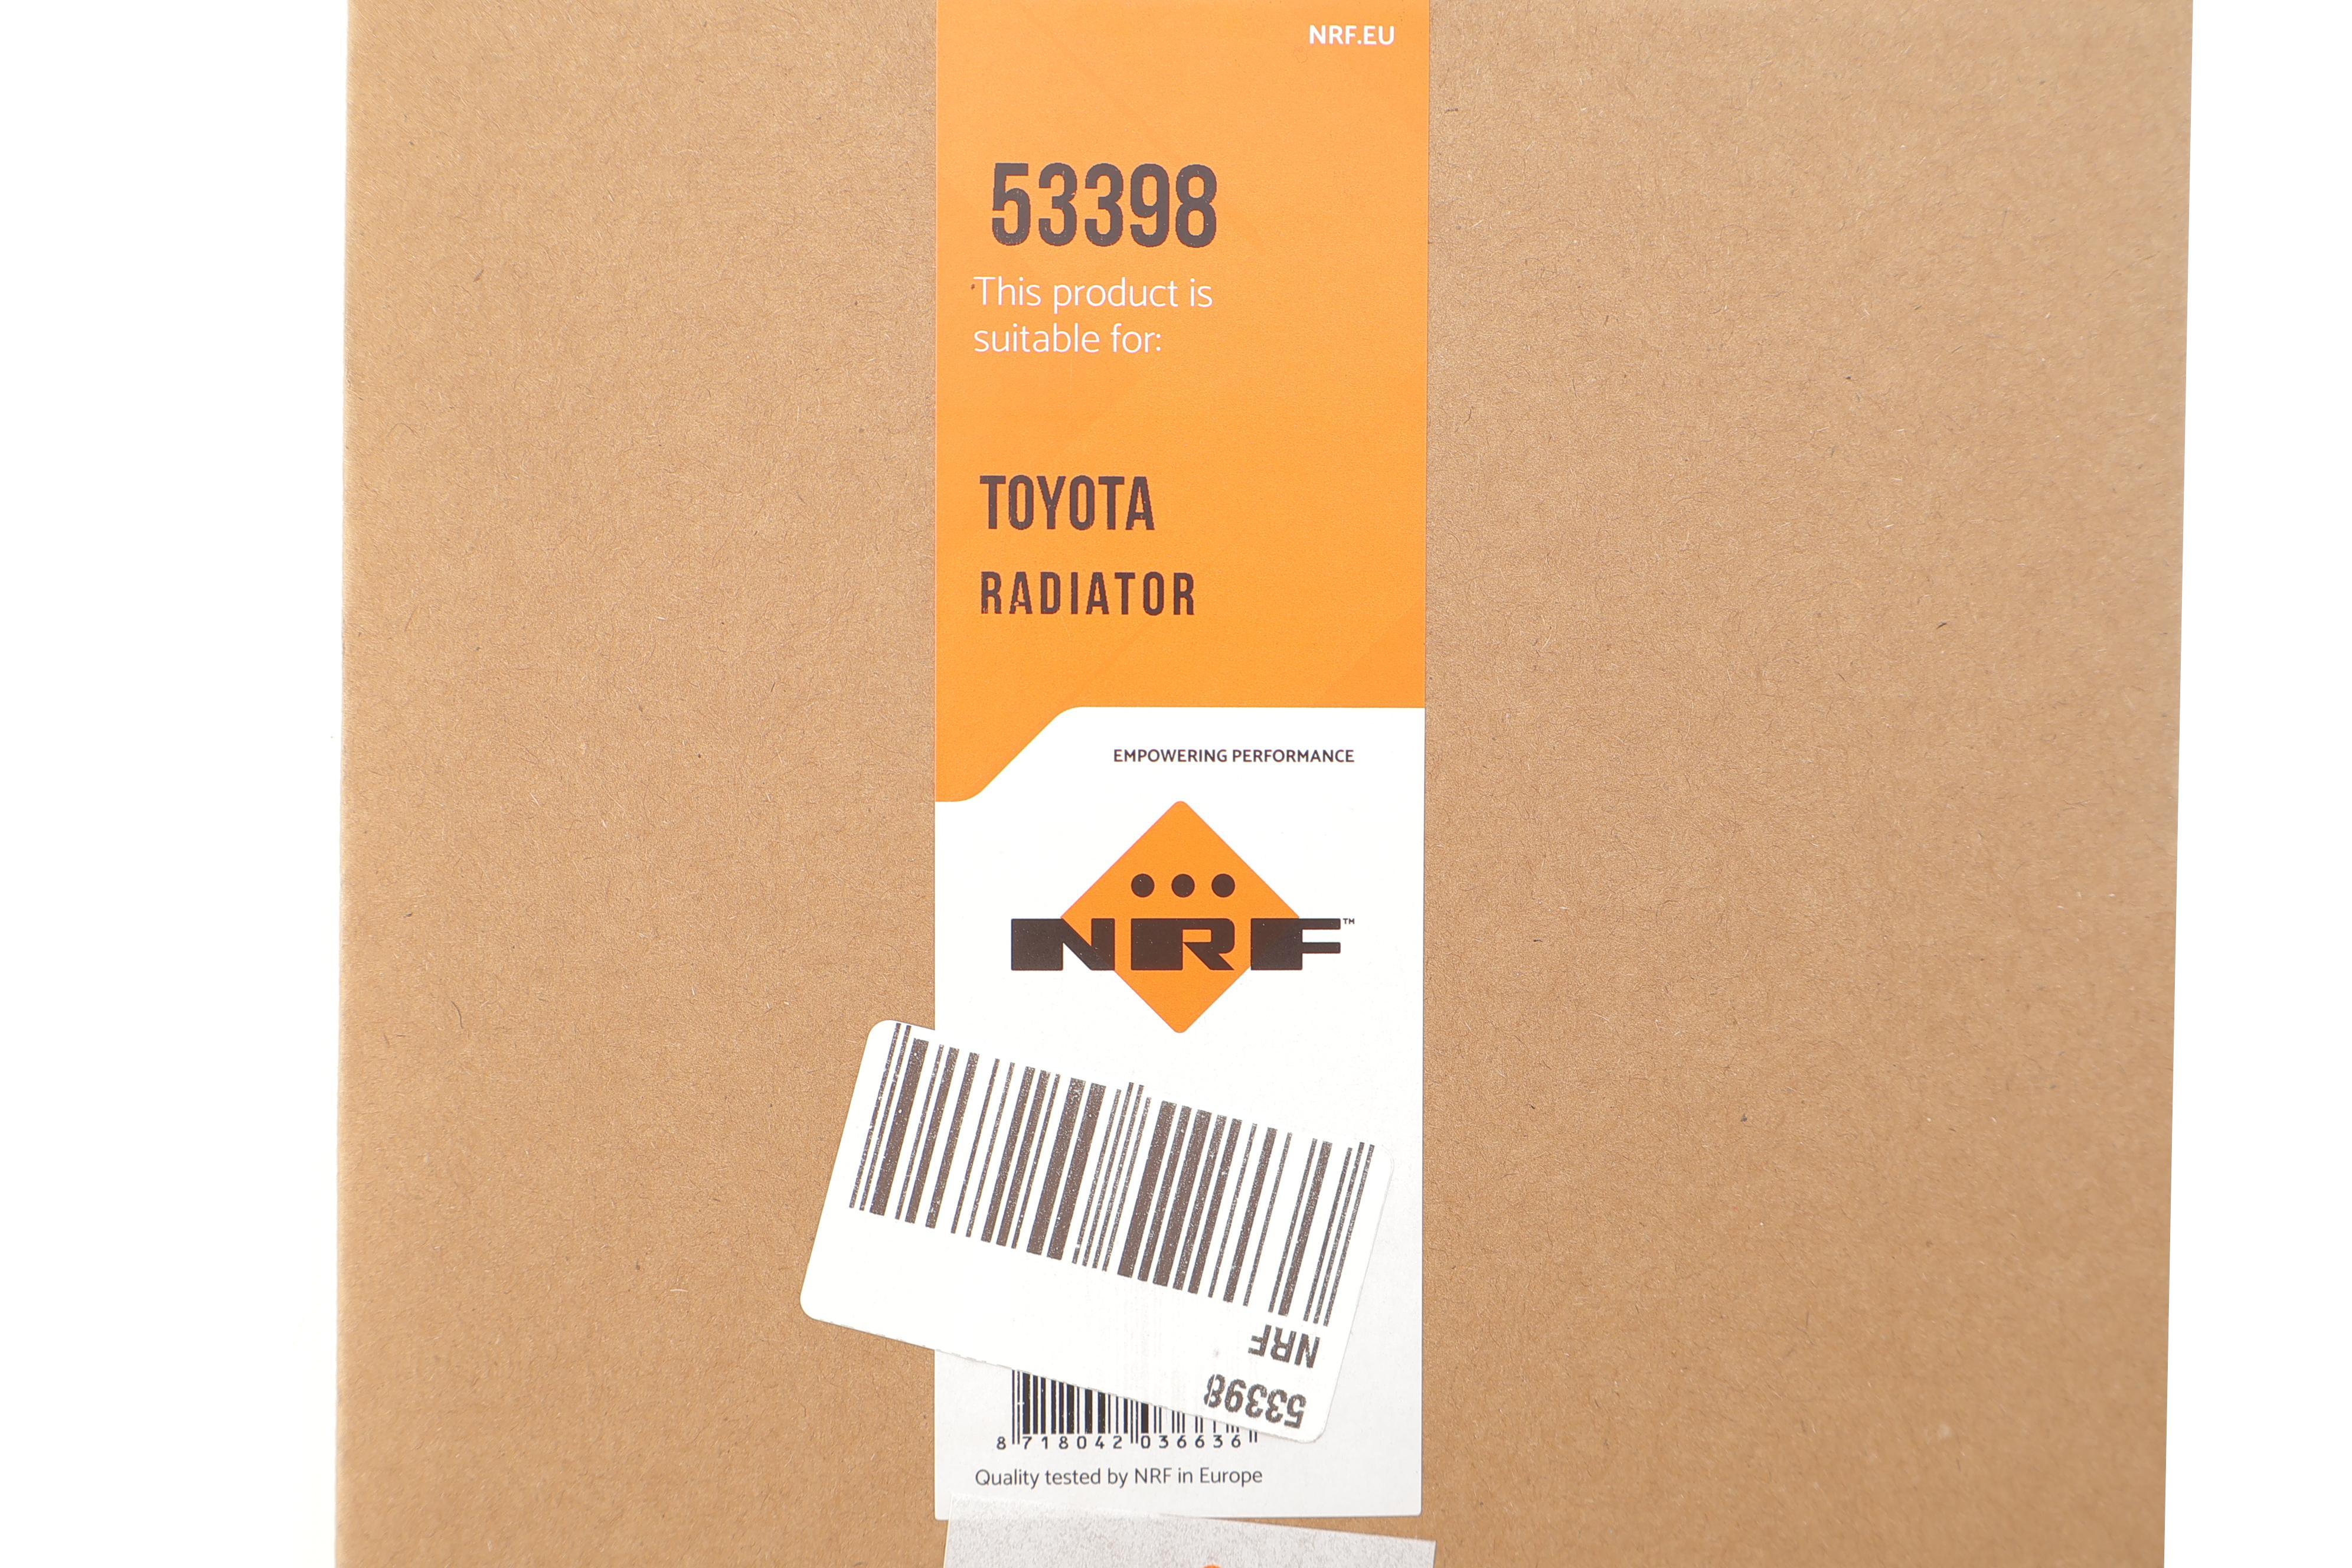 NRF.EU
53398
This product is
suitable for:
TOYOTA
RADIATOR
EMPOWERING PERFORMANCE
NRF™
NRF
53398
8 718042 036636
Quality tested by NRF in Europe